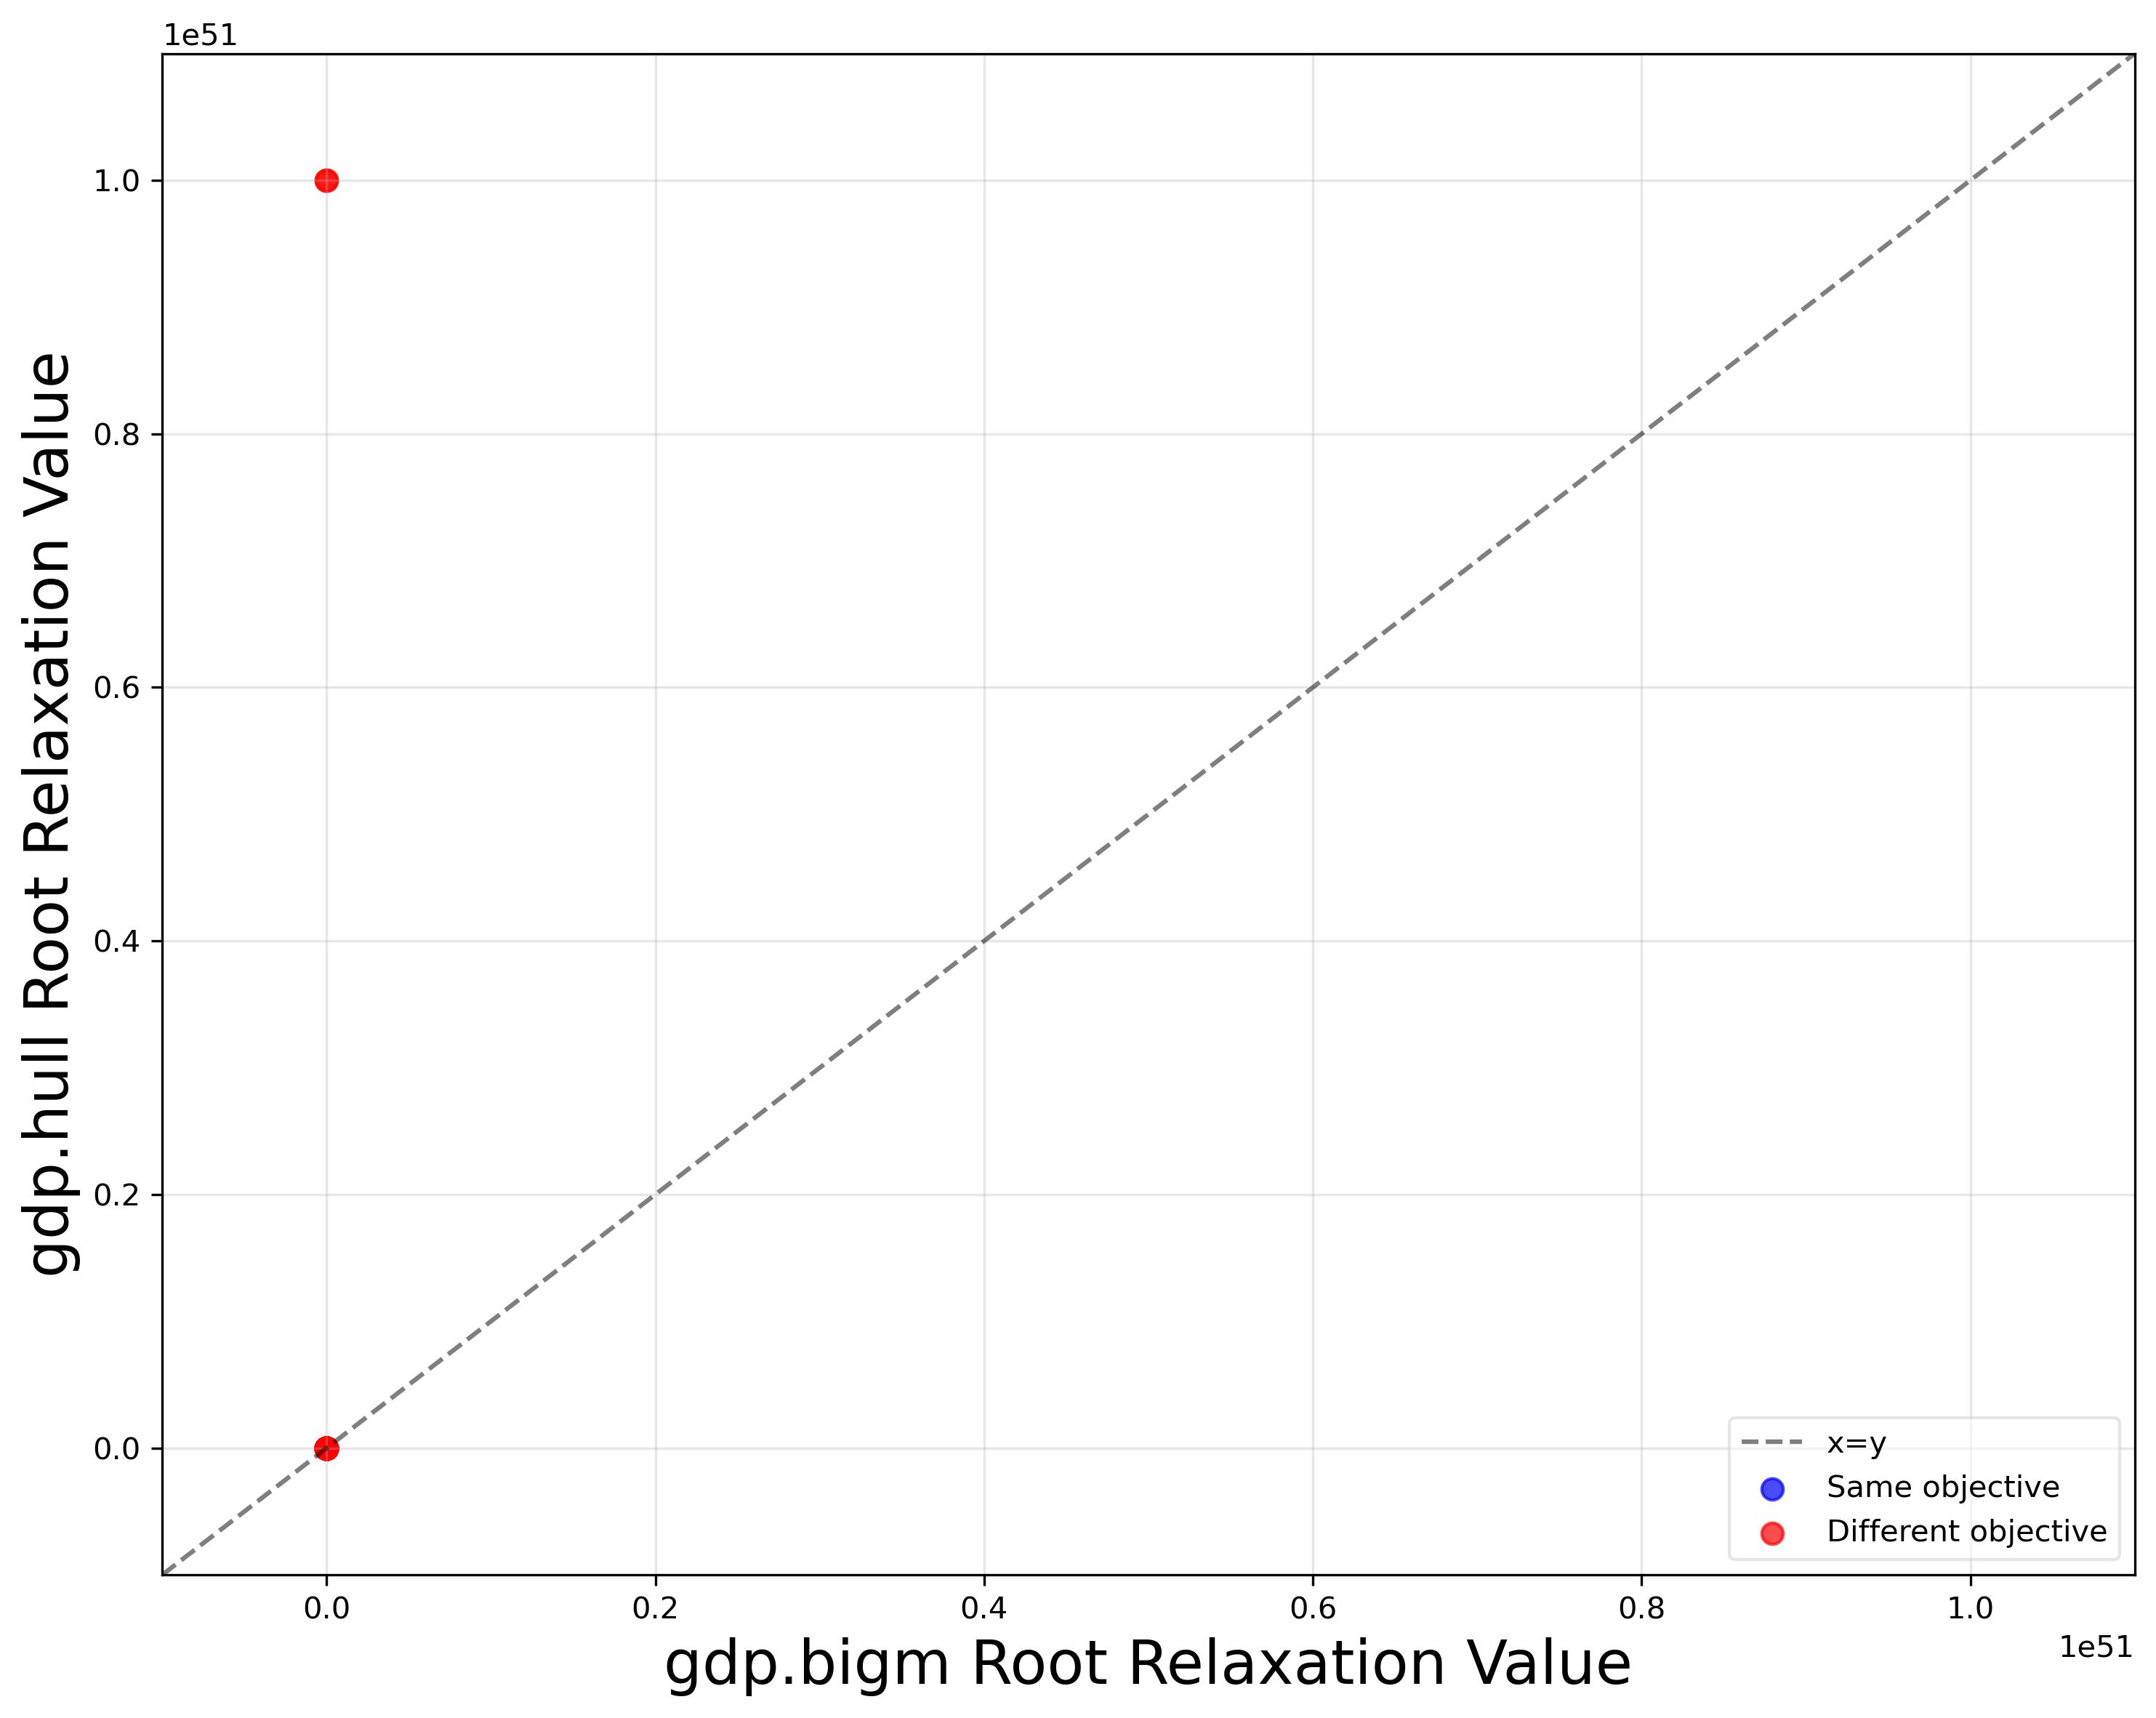 1e51
gdp.hull Root Relaxation Value
1.0
0.8
0.6
0.4
0.2
0.0
x=y
Same objective
Different objective
0.0 0.2 0.4 0.6 0.8 1.0
1e51
gdp.bigm Root Relaxation Value